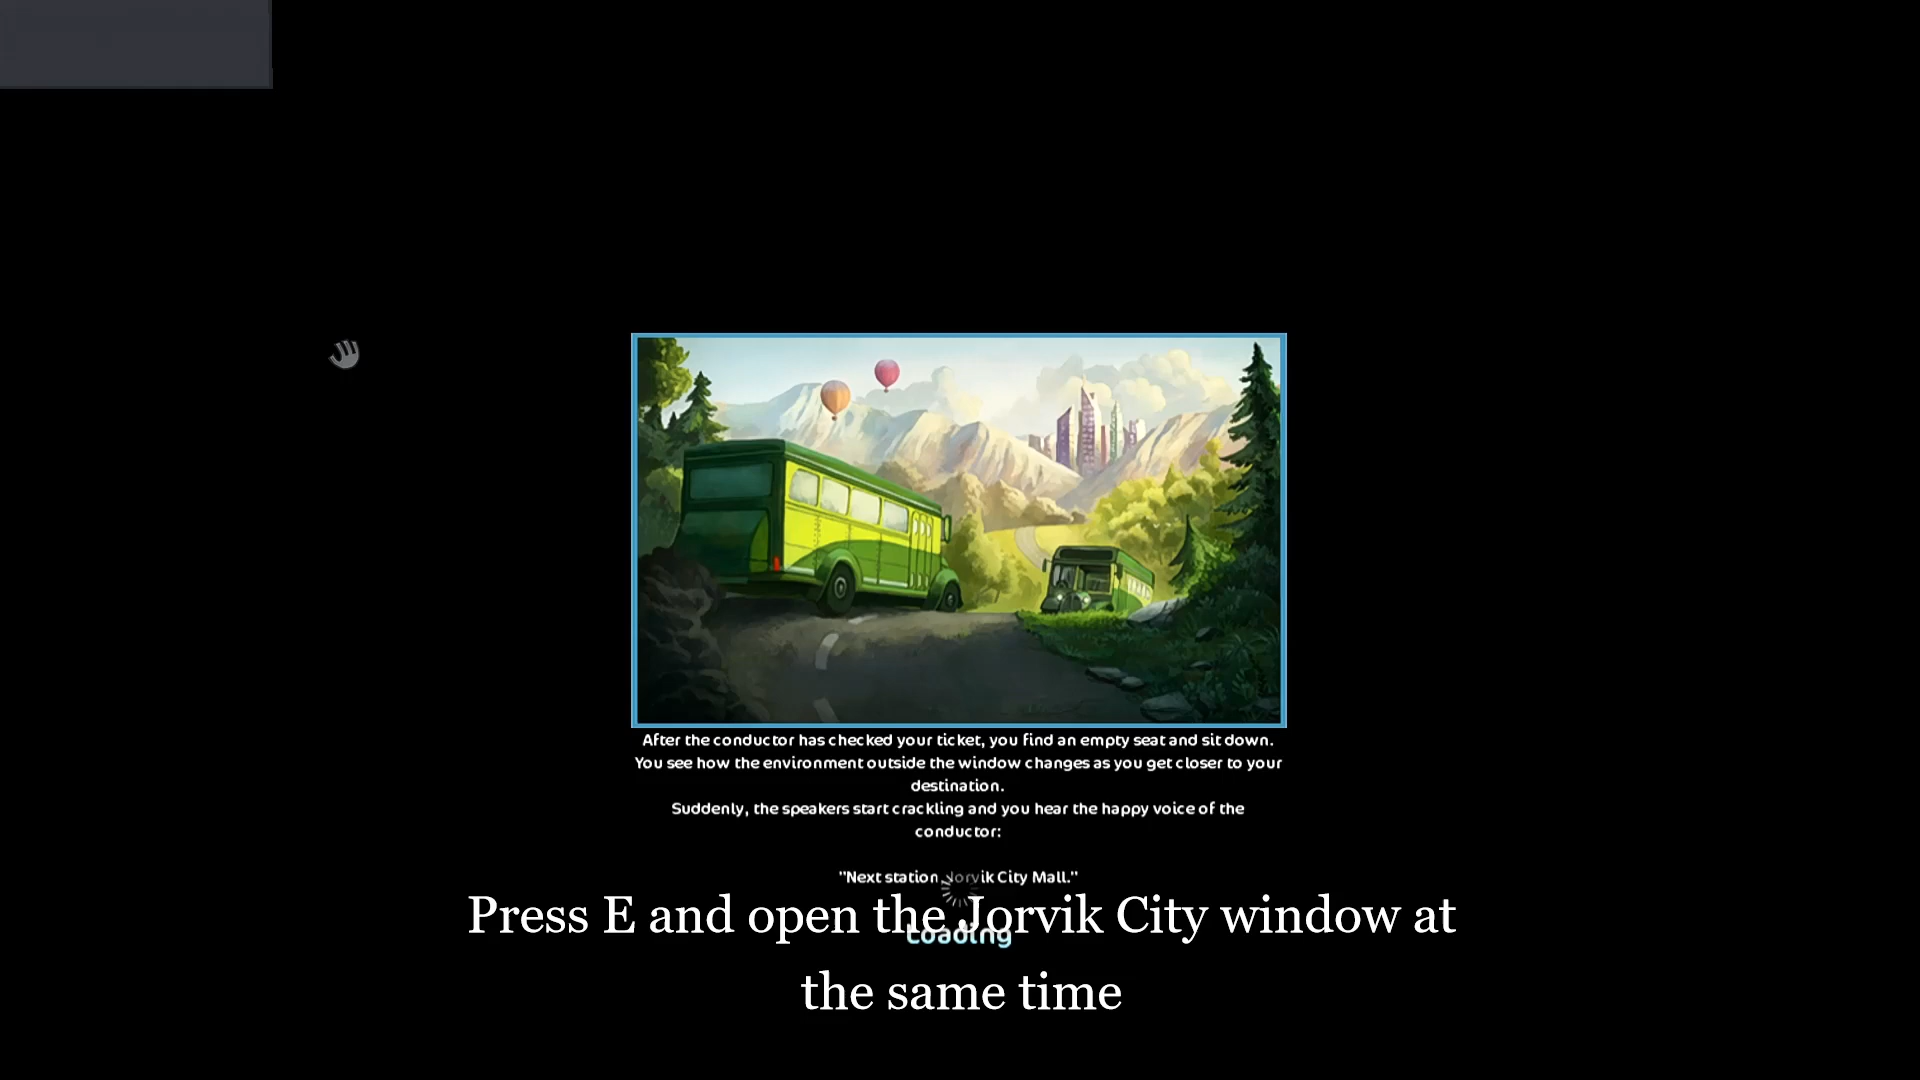 After the conductor has checked your ticket, you find an empty seat and sit down.
You see how the environment outside the window changes as you get closer to your
destination.
Suddenly, the speakers start crackling and you hear the happy voice of the
conductor:
"Next station Jorvik City Mall."
Press E and open the Jorvik City window at
Loading
the same time